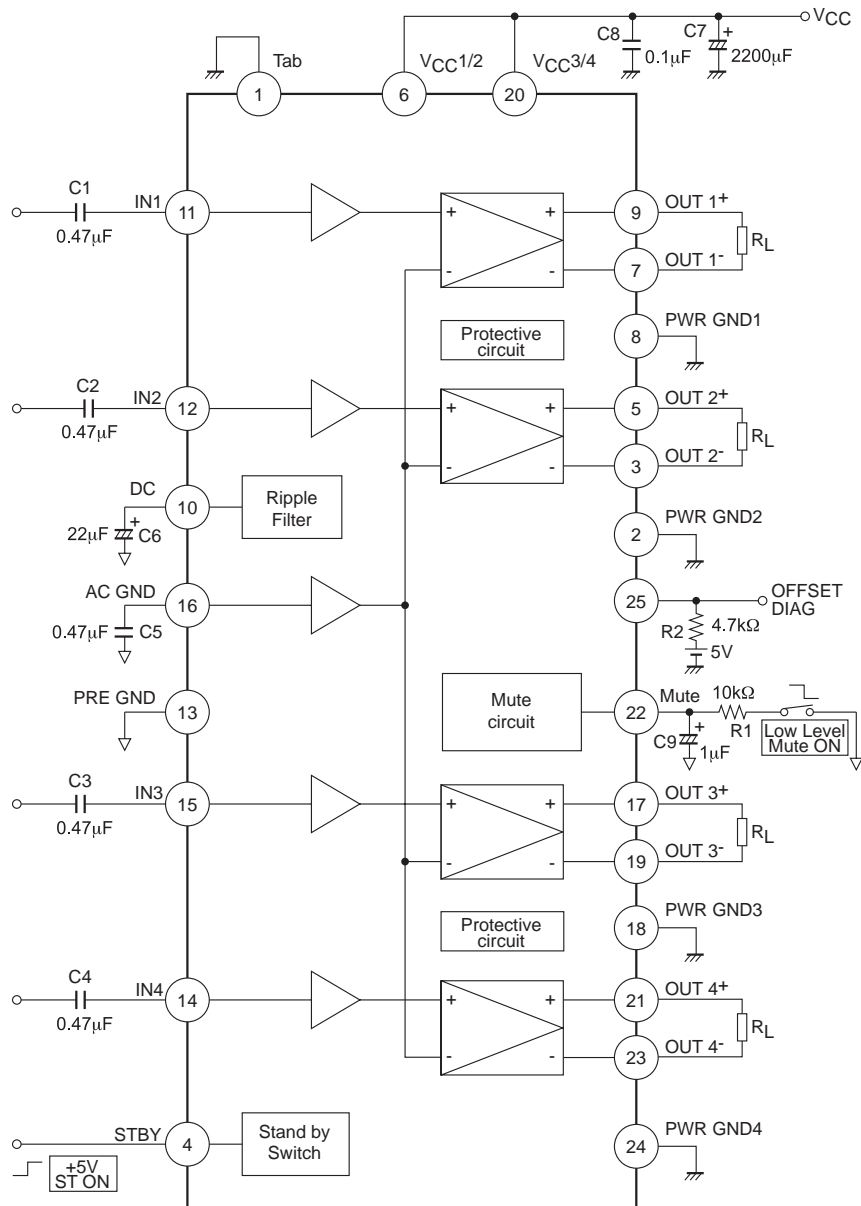 C8
0.1µF
C7
+
2200µF
VCC
Tab
VCC1/2
VCC3/4
1
6
20
C1
0.47µF
IN1
11
+
-
+
-
9
OUT 1+
7
OUT 1-
RL
Protective
circuit
8
PWR GND1
C2
0.47µF
IN2
12
+
-
+
-
5
OUT 2+
3
OUT 2-
RL
DC
10
+
22µF
C6
Ripple
Filter
2
PWR GND2
AC GND
16
0.47µF
C5
25
OFFSET
DIAG
R2
4.7kΩ
5V
PRE GND
13
Mute
circuit
22
Mute
10kΩ
R1
C9
+
1µF
Low Level
Mute ON
C3
0.47µF
IN3
15
+
-
+
-
17
OUT 3+
19
OUT 3-
RL
Protective
circuit
18
PWR GND3
C4
0.47µF
IN4
14
+
-
+
-
21
OUT 4+
23
OUT 4-
RL
STBY
4
+5V
ST ON
Stand by
Switch
24
PWR GND4